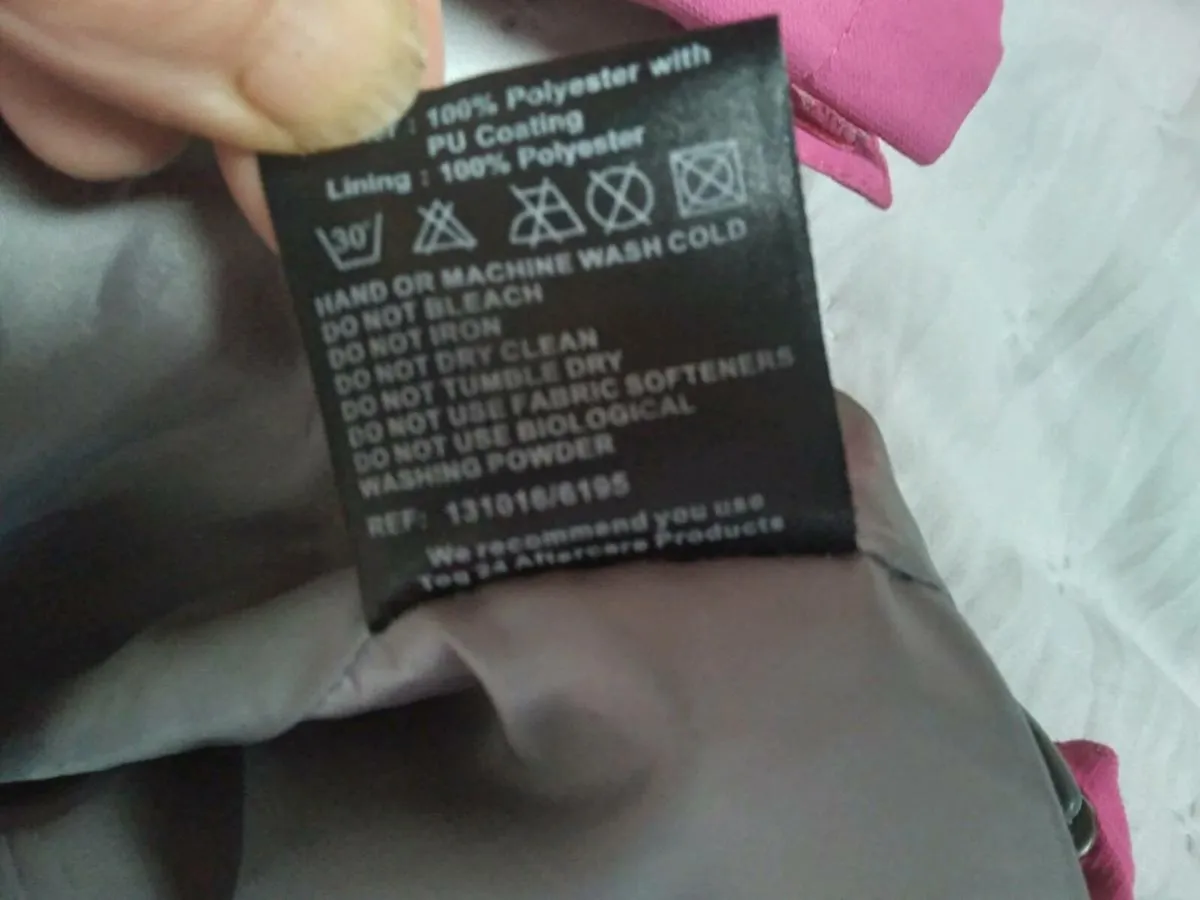 : 100% Polyester with
PU Coating
Lining : 100% Polyester
30°
HAND OR MACHINE WASH COLD
DO NOT BLEACH
DO NOT IRON
DO NOT DRY CLEAN
DO NOT TUMBLE DRY
DO NOT USE FABRIC SOFTENERS
DO NOT USE BIOLOGICAL
WASHING POWDER
REF: 131016/6195
We recommend you use
Tog 24 Aftercare Products